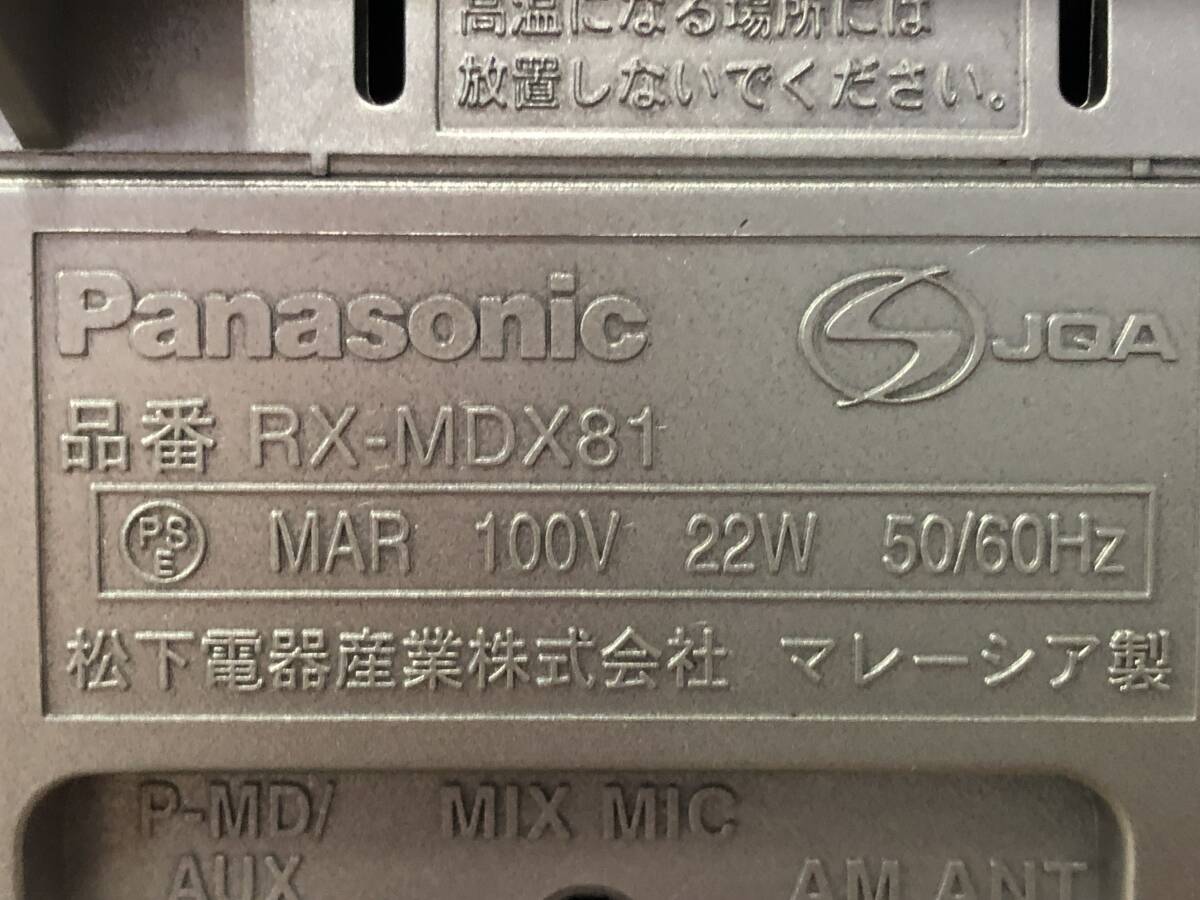 高温になる場所には
放置しないでください。
Panasonic
JQA
品番 RX-MDX81
PSE MAR 100V 22W 50/60Hz
松下電器産業株式会社 マレーシア製
P-MD/ MIX MIC
AUX AM ANT